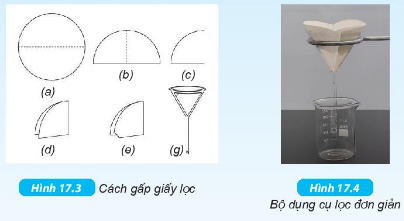 (a)
(b)
(c)
(d)
(e)
(g)
Hình 17.3 Cách gấp giấy lọc
Hình 17.4
Bộ dụng cụ lọc đơn giản